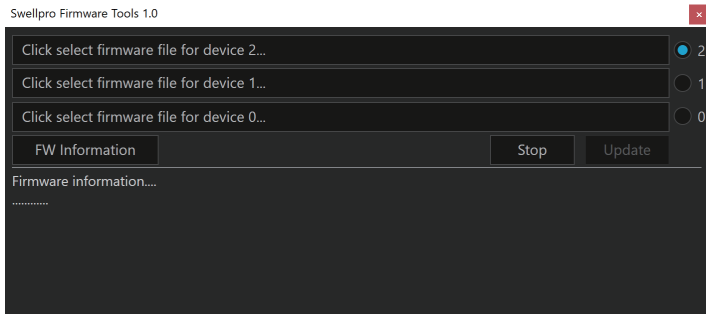 Swellpro Firmware Tools 1.0 ×
Click select firmware file for device 2... 2
Click select firmware file for device 1... 1
Click select firmware file for device 0... 0
FW Information Stop Update
Firmware information....
............